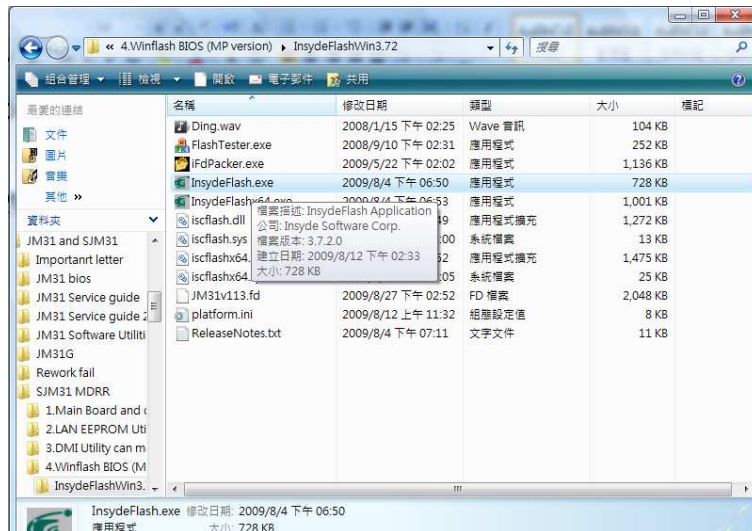 « 4.Winflash BIOS (MP version) ▸ InsydeFlashWin3.72
搜尋
組合管理 檢視 開啟 電子郵件 共用
最愛的連結
文件
圖片
音樂
其他 »
資料夾
JM31 and SJM31
Importanrt letter
JM31 bios
JM31 Service guide
JM31 Service guide 2
JM31 Software Utiliti
JM31G
Rework fail
SJM31 MDRR
1.Main Board and
2.LAN EEPROM Uti
3.DMI Utility can m
4.Winflash BIOS (M
InsydeFlashWin3.
名稱 修改日期 類型 大小 標記
Ding.wav 2008/1/15 下午 02:25 Wave 音訊 104 KB
FlashTester.exe 2008/9/10 下午 02:31 應用程式 252 KB
iFdPacker.exe 2009/5/22 下午 02:02 應用程式 1,136 KB
InsydeFlash.exe 2009/8/4 下午 06:50 應用程式 728 KB
InsydeFlashx64.exe 2009/8/4 下午 06:53 應用程式 1,001 KB
iscflash.dll 49 應用程式擴充 1,272 KB
iscflash.sys :00 系統檔案 13 KB
iscflashx64. 52 應用程式擴充 1,475 KB
iscflashx64. :05 系統檔案 25 KB
JM31v113.fd 2009/8/27 下午 02:52 FD 檔案 2,048 KB
platform.ini 2009/8/12 上午 11:32 組態設定值 8 KB
ReleaseNotes.txt 2009/8/4 下午 07:11 文字文件 11 KB
檔案描述: InsydeFlash Application
公司: Insyde Software Corp.
檔案版本: 3.7.2.0
建立日期: 2009/8/12 下午 02:33
大小: 728 KB
InsydeFlash.exe 修改日期: 2009/8/4 下午 06:50
應用程式 大小: 728 KB